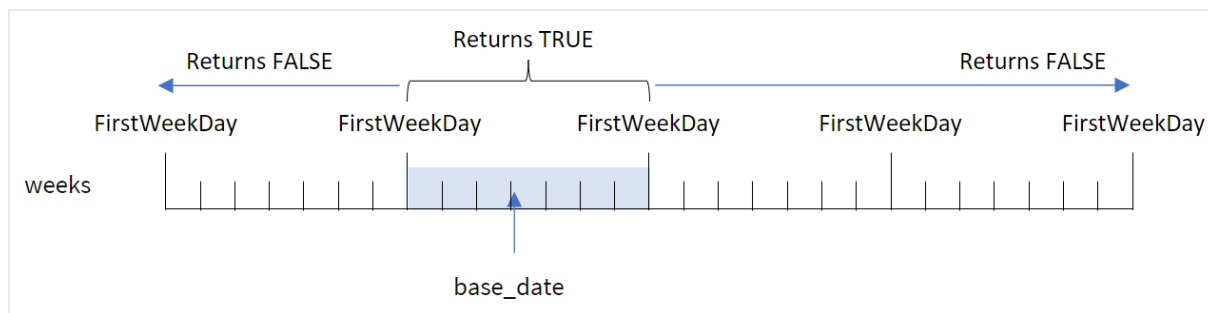 Returns TRUE
Returns FALSE
Returns FALSE
FirstWeekDay FirstWeekDay FirstWeekDay FirstWeekDay FirstWeekDay
weeks
base_date